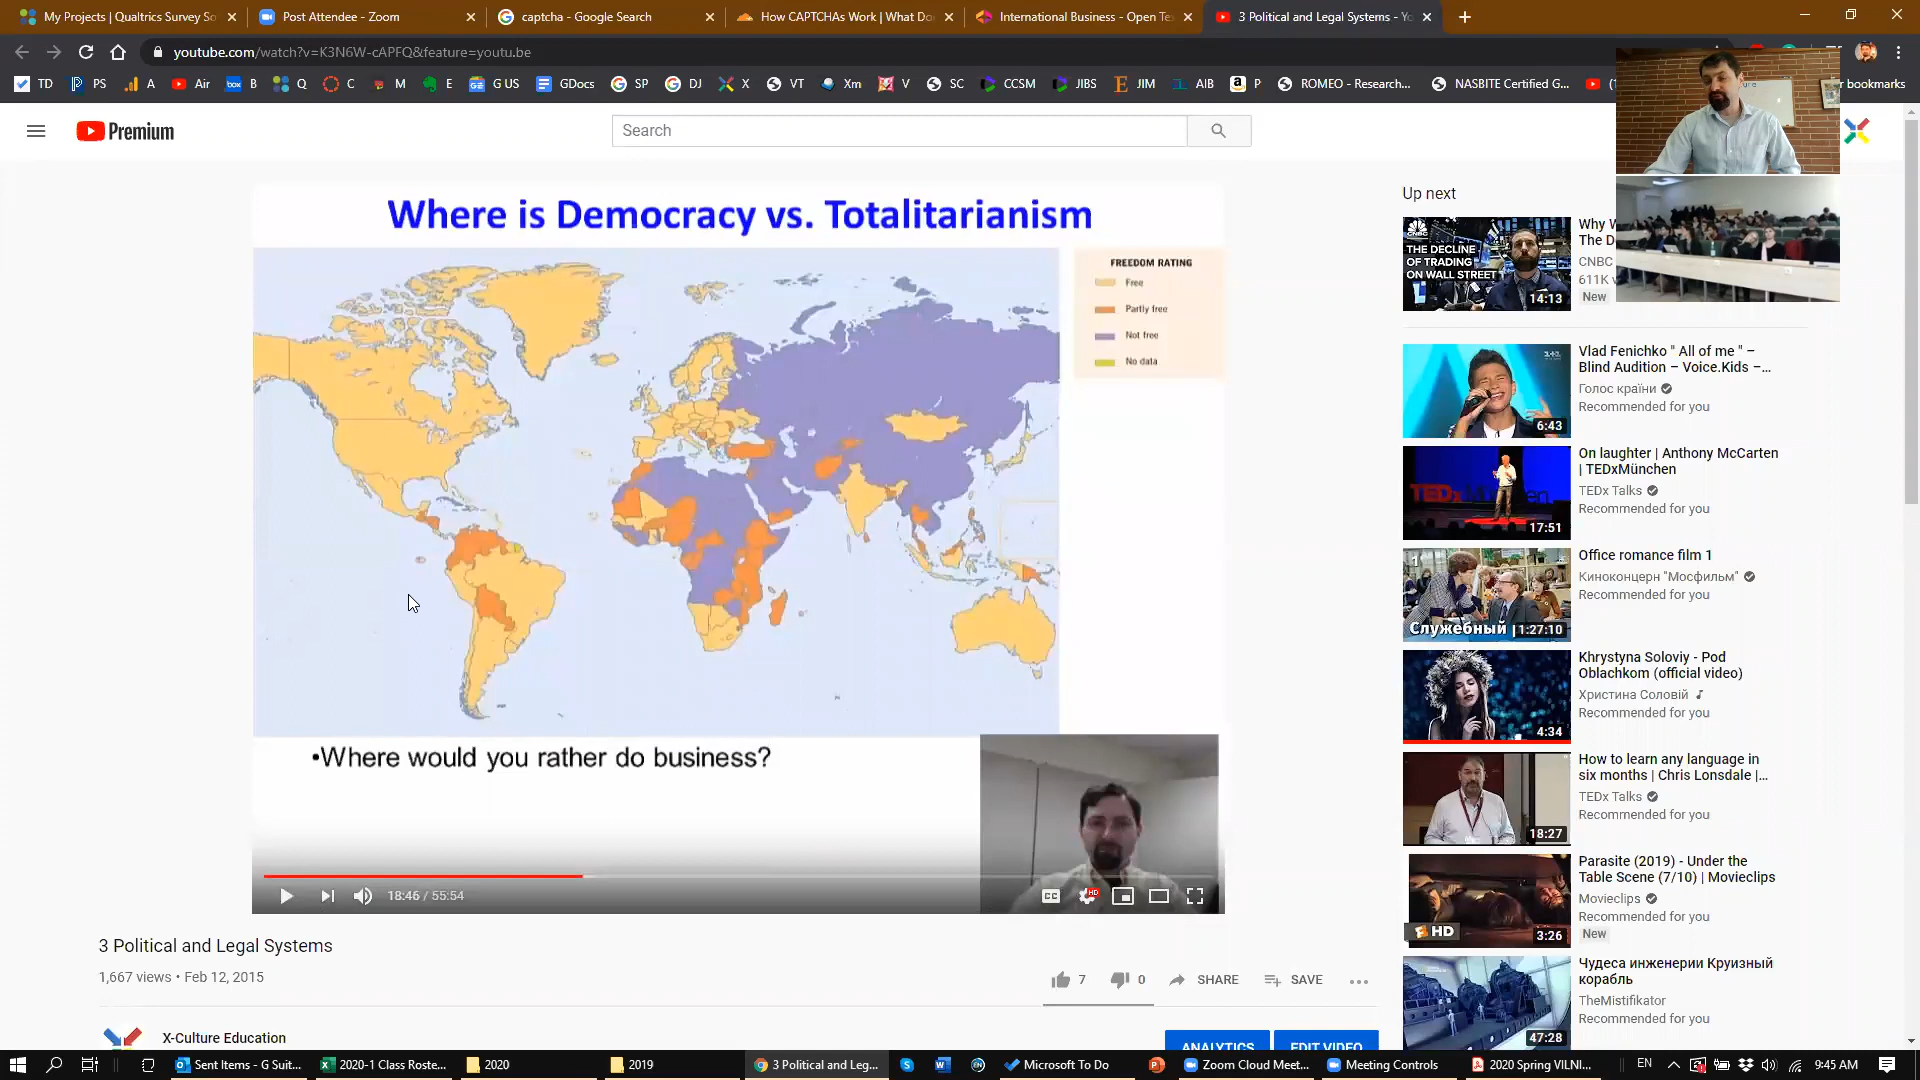 My Projects | Qualtrics Survey So
Post Attendee - Zoom
captcha - Google Search
How CAPTCHAs Work | What Do
International Business - Open Te
3 Political and Legal Systems - Yo
youtube.com/watch?v=K3N6W-cAPFQ&feature=youtu.be
TD
PS
A
Air
box B
Q
C
M
E
G US
GDocs
SP
DJ
X
VT
Xm
V
SC
CCSM
JIBS
JIM
AIB
P
ROMEO - Research...
NASBITE Certified G...
r bookmarks
Premium
Search
Where is Democracy vs. Totalitarianism
FREEDOM RATING
Free
Partly free
Not free
No data
•Where would you rather do business?
18:46 / 55:54
CC
HD
3 Political and Legal Systems
1,667 views • Feb 12, 2015
7
0
SHARE
SAVE
X-Culture Education
ANALYTICS
EDIT VIDEO
Up next
CNBC
THE DECLINE
OF TRADING
ON WALL STREET
14:13
Why W
The D
CNBC
611K v
New
1+1
6:43
Vlad Fenichko " All of me " –
Blind Audition – Voice.Kids –...
Голос країни
Recommended for you
17:51
On laughter | Anthony McCarten
| TEDxMünchen
TEDx Talks
Recommended for you
Служебный
1:27:10
Office romance film 1
Киноконцерн "Мосфильм"
Recommended for you
4:34
Khrystyna Soloviy - Pod
Oblachkom (official video)
Христина Соловій
Recommended for you
18:27
How to learn any language in
six months | Chris Lonsdale |...
TEDx Talks
Recommended for you
HD
3:26
Parasite (2019) - Under the
Table Scene (7/10) | Movieclips
Movieclips
Recommended for you
New
47:28
Чудеса инженерии Круизный
корабль
TheMistifikator
Recommended for you
Sent Items - G Suit...
2020-1 Class Roste...
2020
2019
3 Political and Leg...
Microsoft To Do
Zoom Cloud Meet...
Meeting Controls
2020 Spring VILNI...
EN
9:45 AM